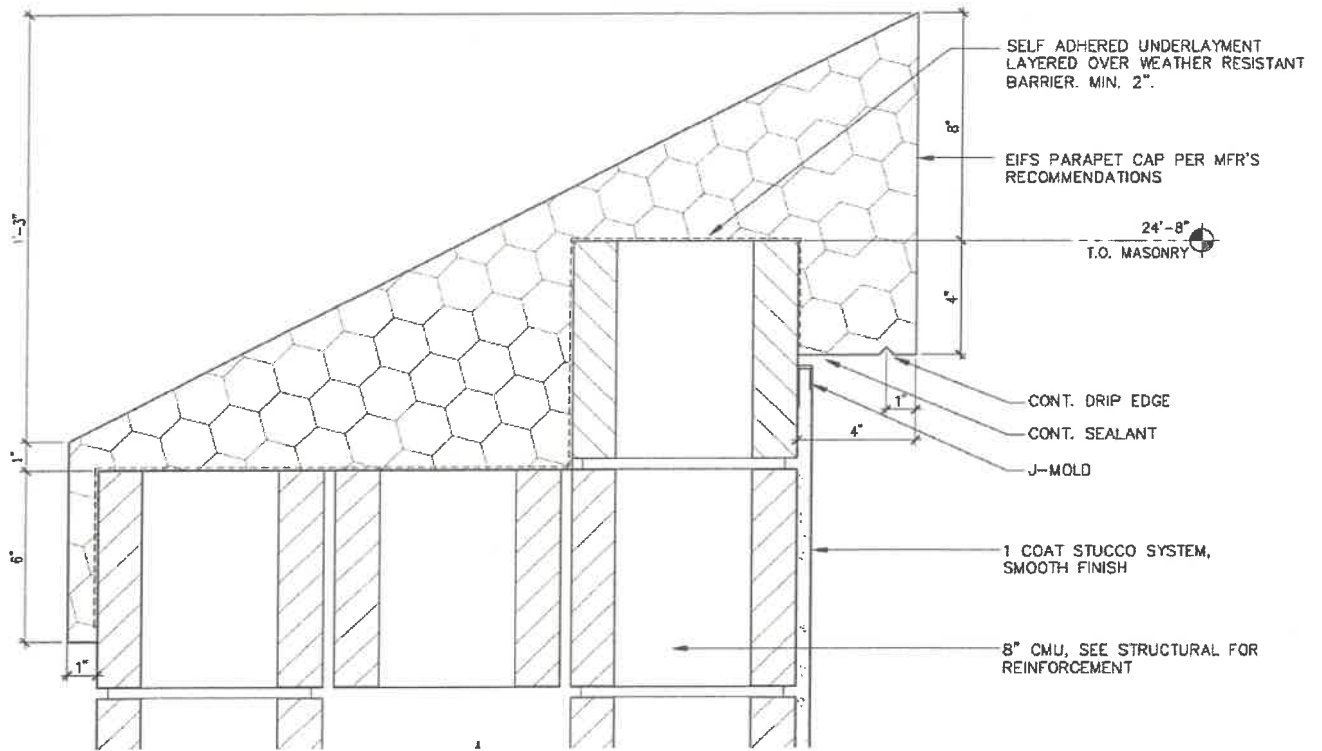 SELF ADHERED UNDERLAYMENT
LAYERED OVER WEATHER RESISTANT
BARRIER. MIN. 2".
8"
EIFS PARAPET CAP PER MFR'S
RECOMMENDATIONS
1'-3"
24'-8"
T.O. MASONRY
4"
1"
CONT. DRIP EDGE
4"
CONT. SEALANT
1"
J-MOLD
6"
1 COAT STUCCO SYSTEM,
SMOOTH FINISH
8" CMU, SEE STRUCTURAL FOR
REINFORCEMENT
1"